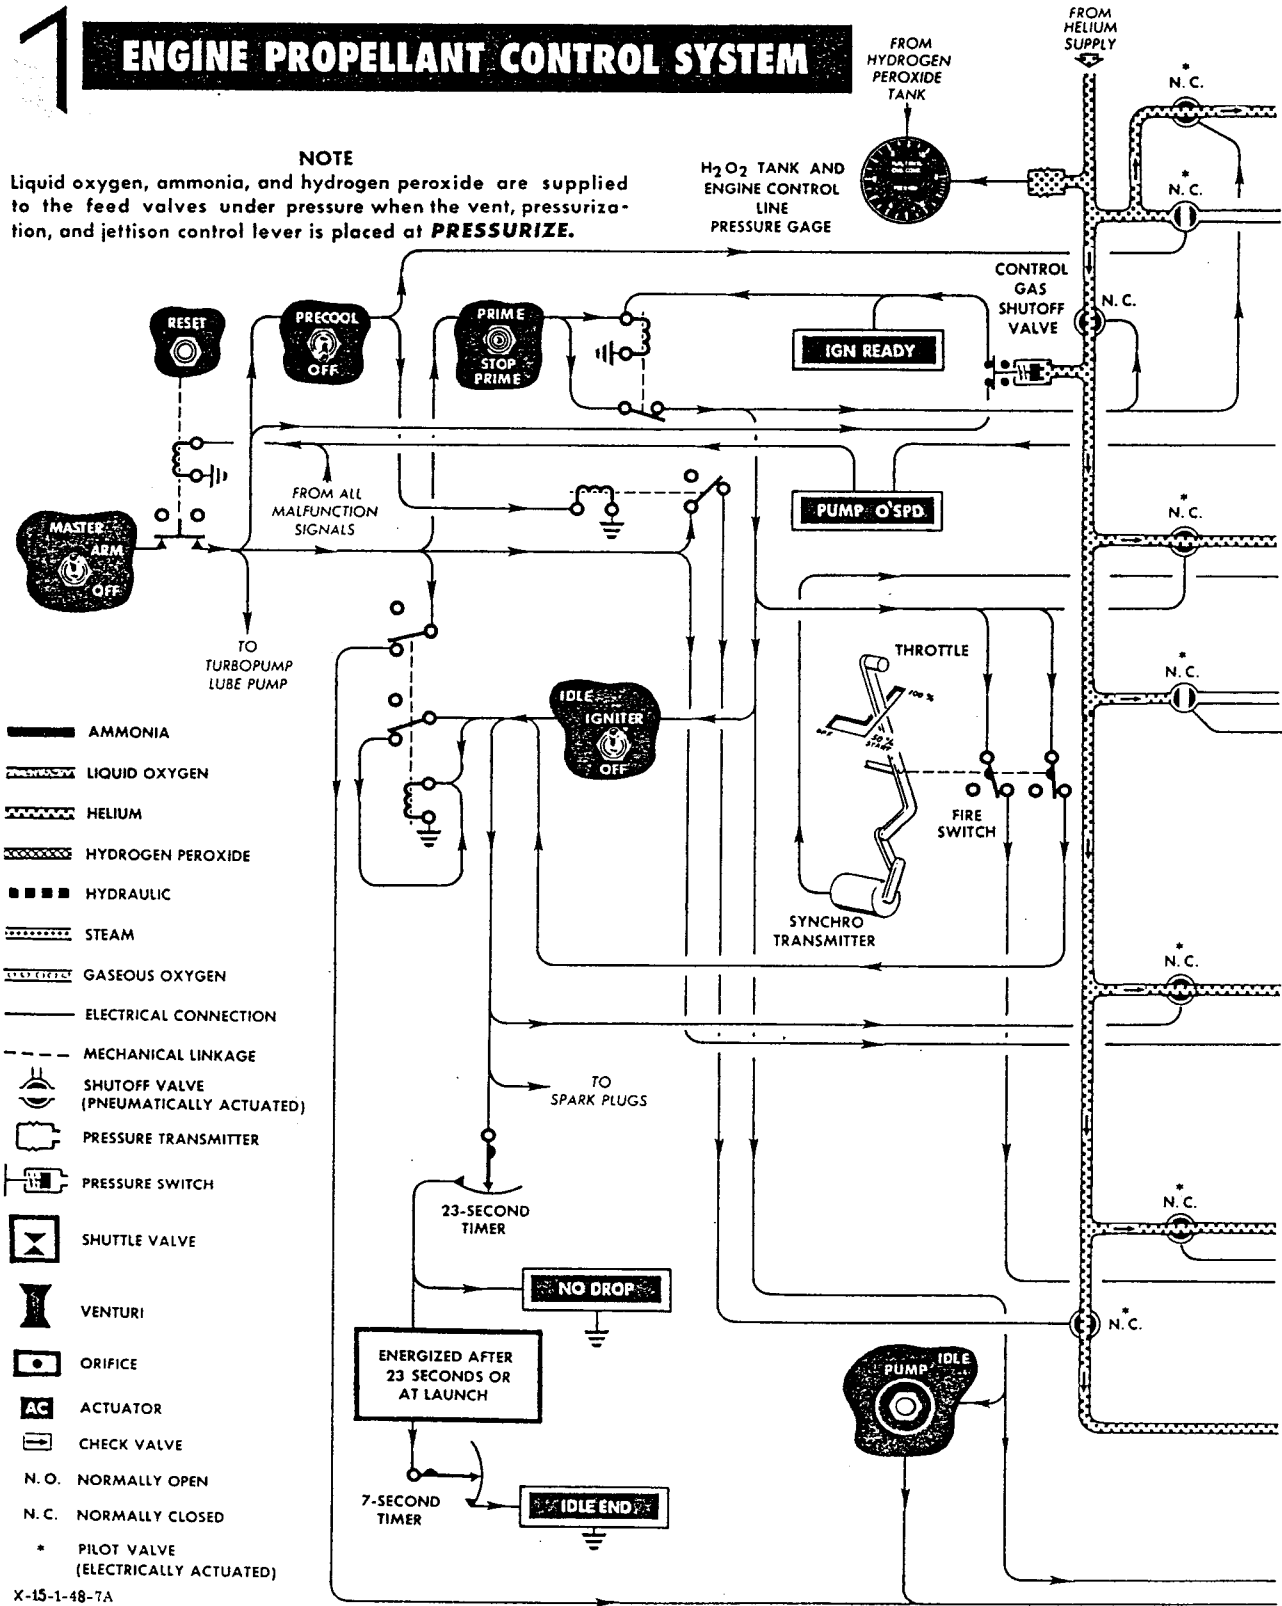 ENGINE PROPELLANT CONTROL SYSTEM
NOTE
Liquid oxygen, ammonia, and hydrogen peroxide are supplied
to the feed valves under pressure when the vent, pressuriza-
tion, and jettison control lever is placed at PRESSURIZE.
FROM
HYDROGEN
PEROXIDE
TANK
FROM
HELIUM
SUPPLY
*
N.C.
H2O2 TANK AND
ENGINE CONTROL
LINE
PRESSURE GAGE
*
N.C.
CONTROL
GAS
SHUTOFF
VALVE
N.C.
RESET
PRECOOL
OFF
PRIME
STOP
PRIME
IGN READY
FROM ALL
MALFUNCTION
SIGNALS
PUMP O'SPD
*
N.C.
MASTER
ARM
OFF
TO
TURBOPUMP
LUBE PUMP
THROTTLE
100 %
OFF
50 %
START
*
N.C.
IDLE
IGNITER
OFF
FIRE
SWITCH
SYNCHRO
TRANSMITTER
*
N.C.
TO
SPARK PLUGS
23-SECOND
TIMER
*
N.C.
NO DROP
*
N.C.
ENERGIZED AFTER
23 SECONDS OR
AT LAUNCH
IDLE
PUMP
7-SECOND
TIMER
IDLE END
AMMONIA
LIQUID OXYGEN
HELIUM
HYDROGEN PEROXIDE
HYDRAULIC
STEAM
GASEOUS OXYGEN
ELECTRICAL CONNECTION
MECHANICAL LINKAGE
SHUTOFF VALVE
(PNEUMATICALLY ACTUATED)
PRESSURE TRANSMITTER
PRESSURE SWITCH
SHUTTLE VALVE
VENTURI
ORIFICE
AC ACTUATOR
CHECK VALVE
N.O. NORMALLY OPEN
N.C. NORMALLY CLOSED
* PILOT VALVE
(ELECTRICALLY ACTUATED)
X-15-1-48-7A